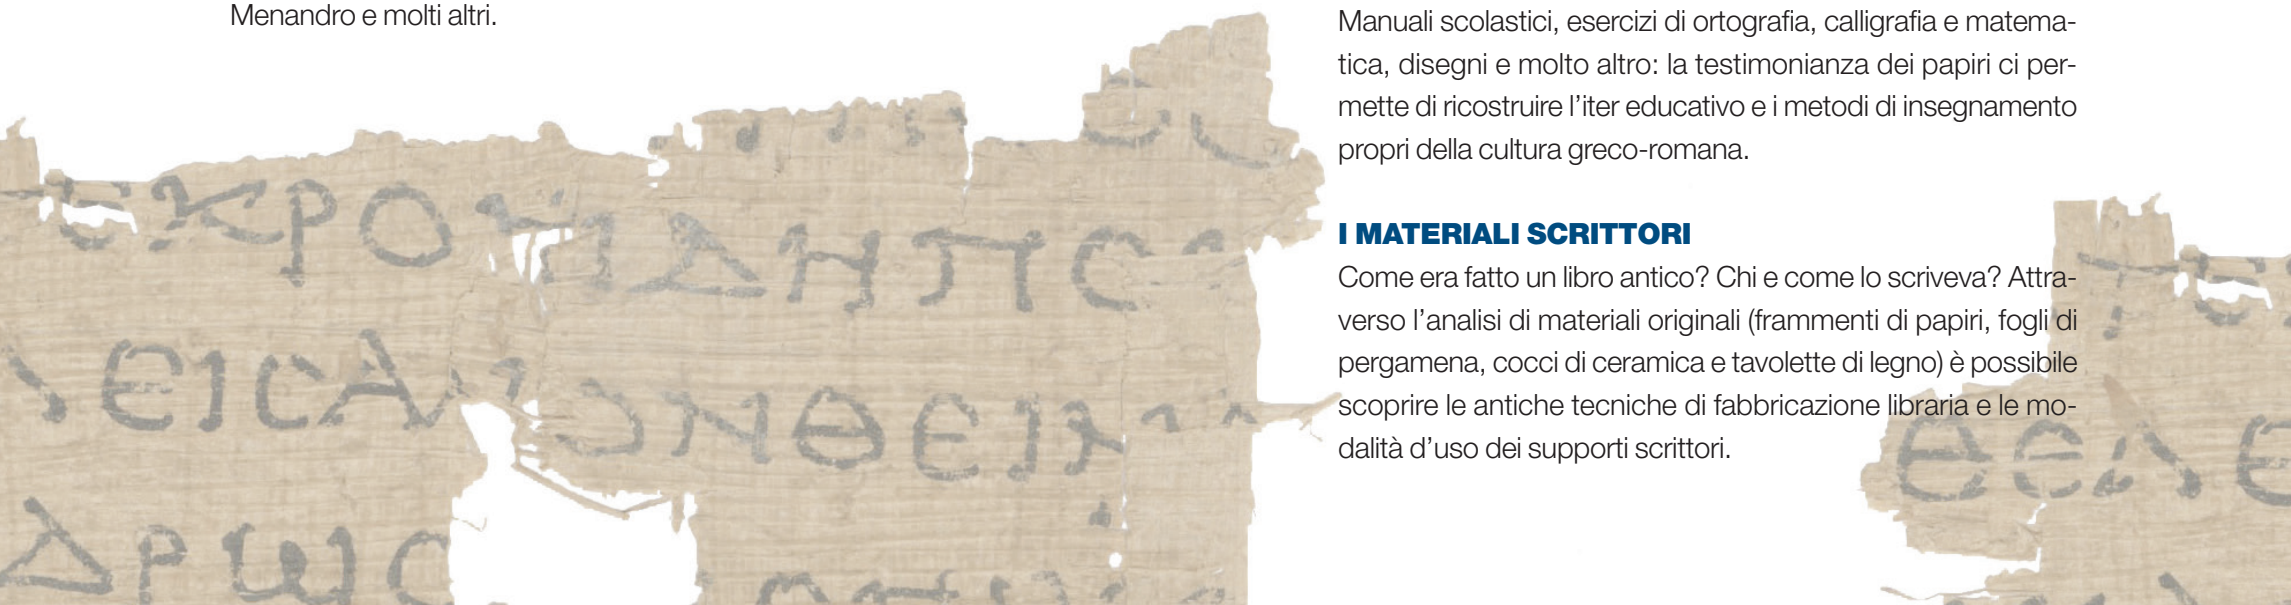 Menandro e molti altri.
Manuali scolastici, esercizi di ortografia, calligrafia e matema-
tica, disegni e molto altro: la testimonianza dei papiri ci per-
mette di ricostruire l’iter educativo e i metodi di insegnamento
propri della cultura greco-romana.
I MATERIALI SCRITTORI
Come era fatto un libro antico? Chi e come lo scriveva? Attra-
verso l’analisi di materiali originali (frammenti di papiri, fogli di
pergamena, cocci di ceramica e tavolette di legno) è possibile
scoprire le antiche tecniche di fabbricazione libraria e le mo-
dalità d’uso dei supporti scrittori.